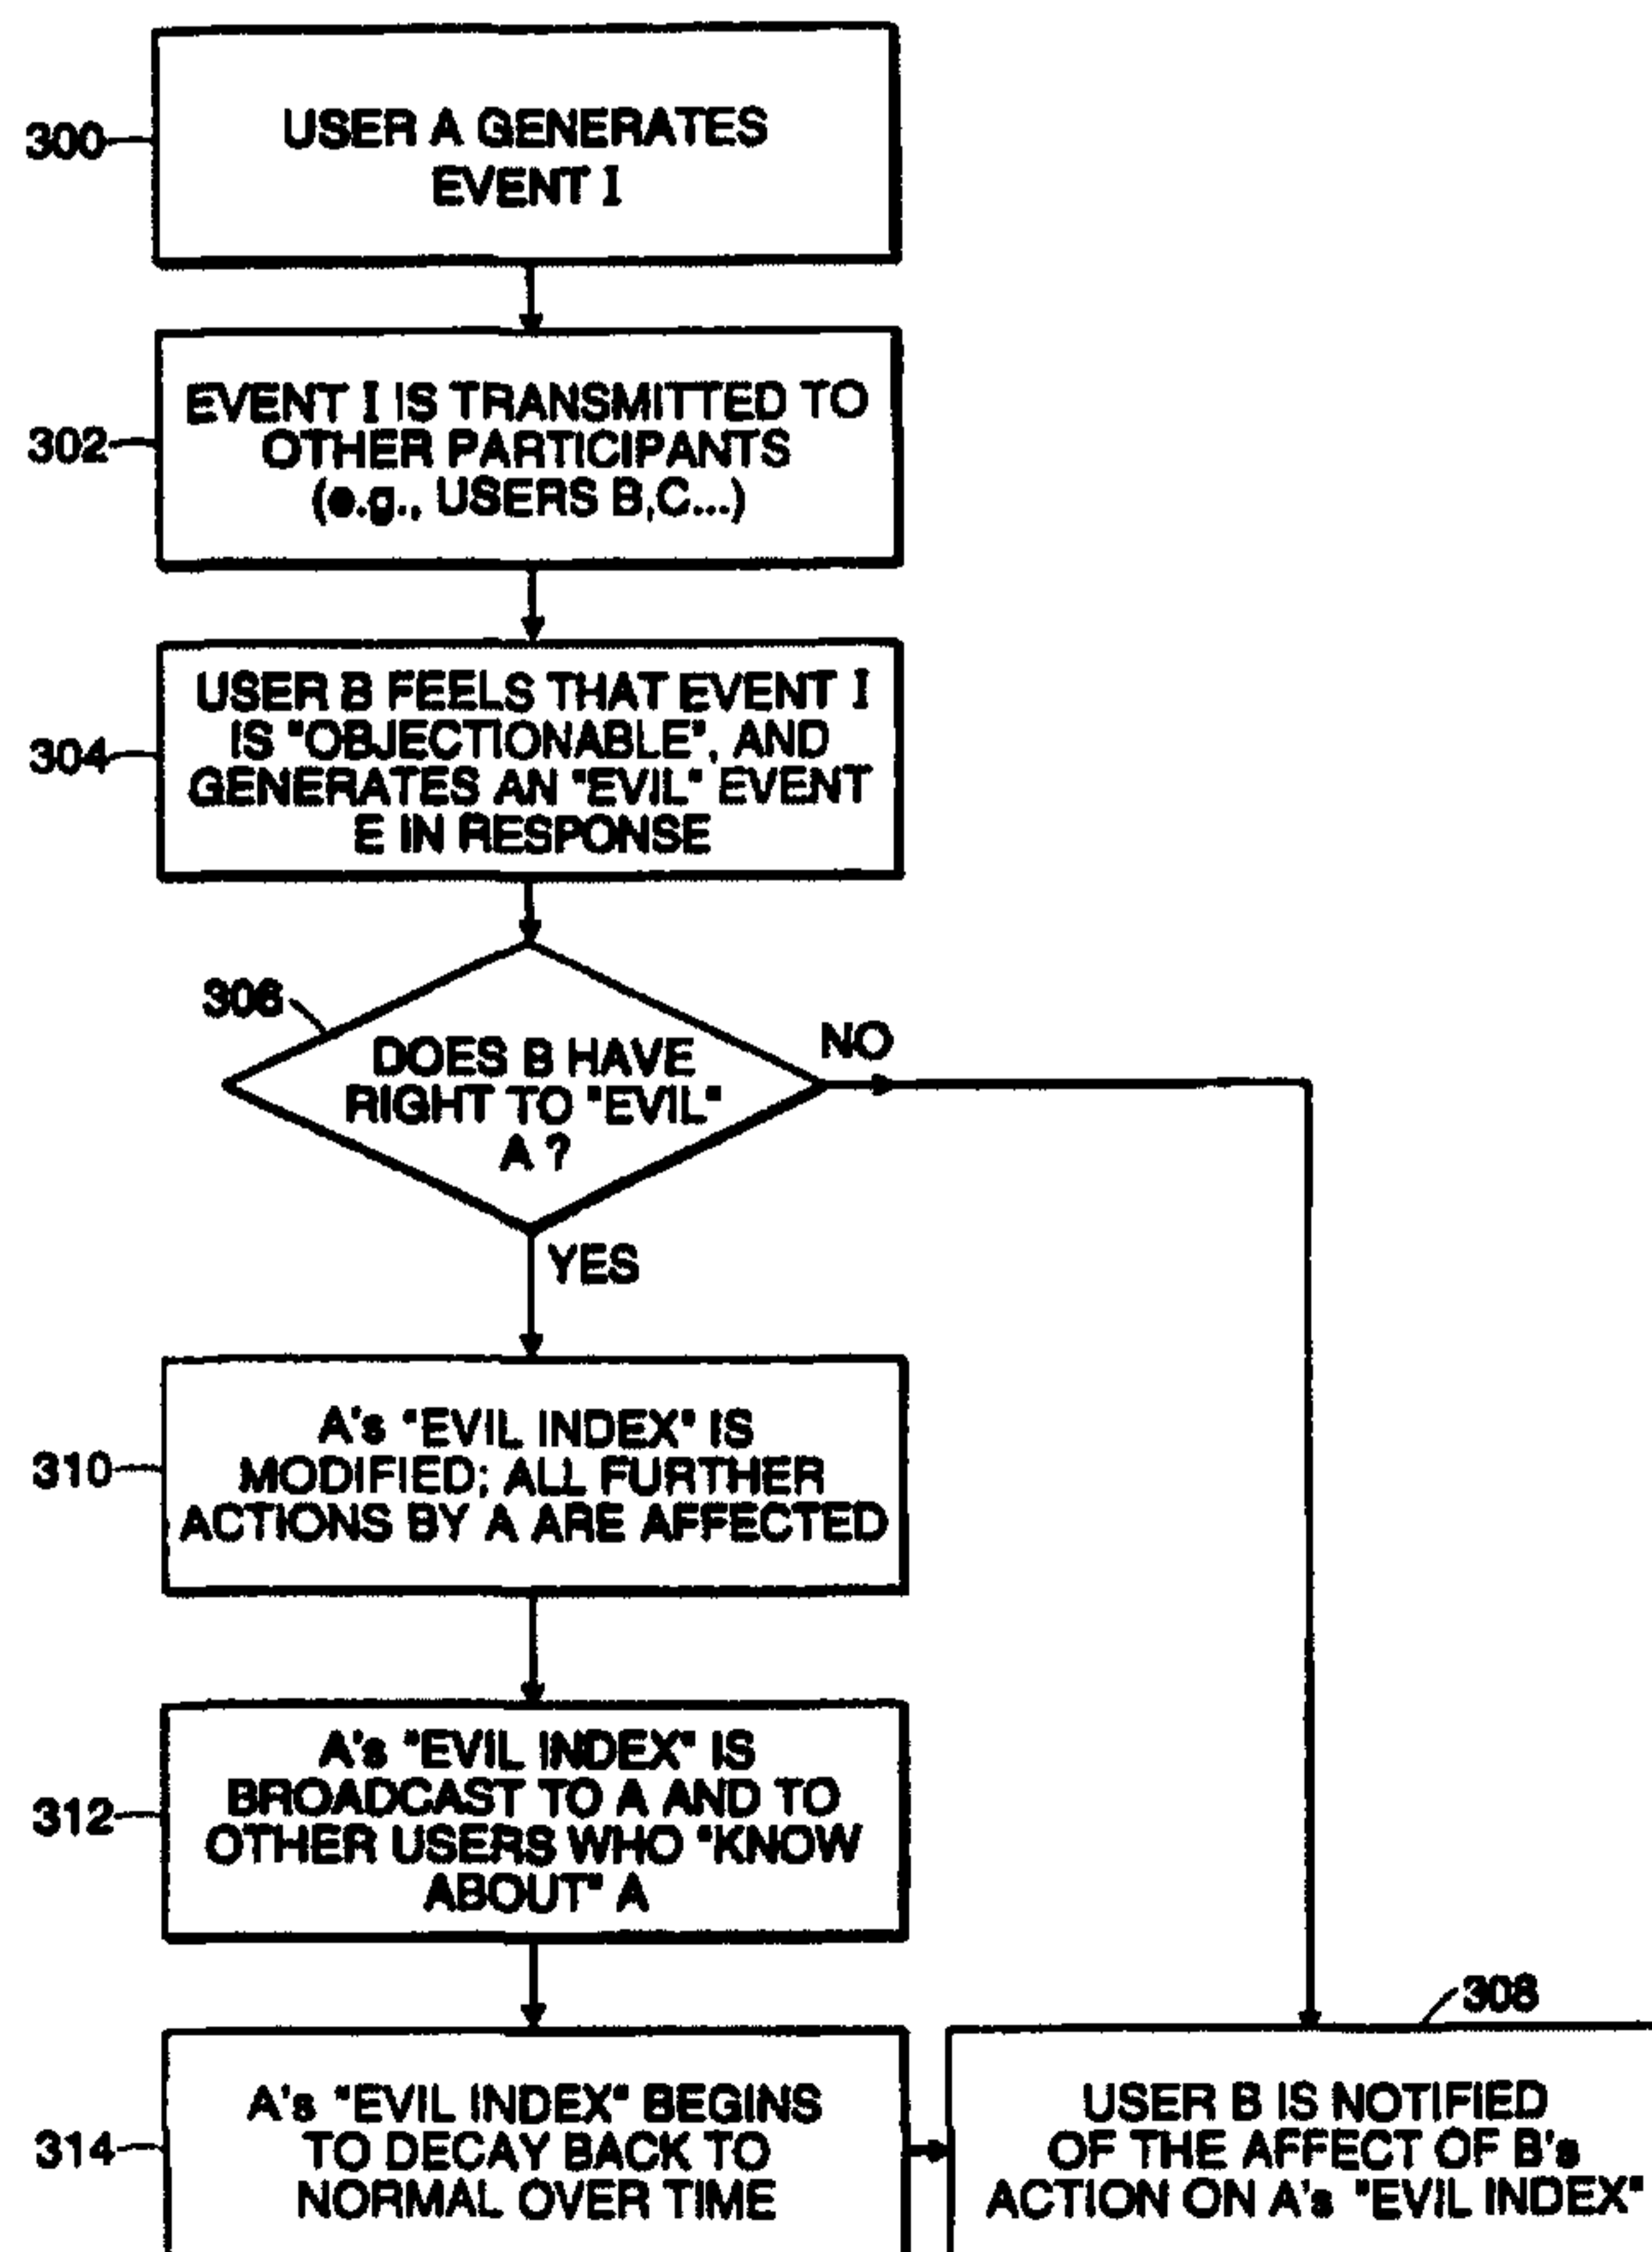 300
USER A GENERATES
EVENT I
302
EVENT I IS TRANSMITTED TO
OTHER PARTICIPANTS
(e.g., USERS B,C...)
304
USER B FEELS THAT EVENT I
IS "OBJECTIONABLE", AND
GENERATES AN "EVIL" EVENT
E IN RESPONSE
306
DOES B HAVE
RIGHT TO "EVIL"
A ?
NO
YES
310
A's "EVIL INDEX" IS
MODIFIED; ALL FURTHER
ACTIONS BY A ARE AFFECTED
312
A's "EVIL INDEX" IS
BROADCAST TO A AND TO
OTHER USERS WHO "KNOW
ABOUT" A
314
A's "EVIL INDEX" BEGINS
TO DECAY BACK TO
NORMAL OVER TIME
308
USER B IS NOTIFIED
OF THE AFFECT OF B's
ACTION ON A's "EVIL INDEX"